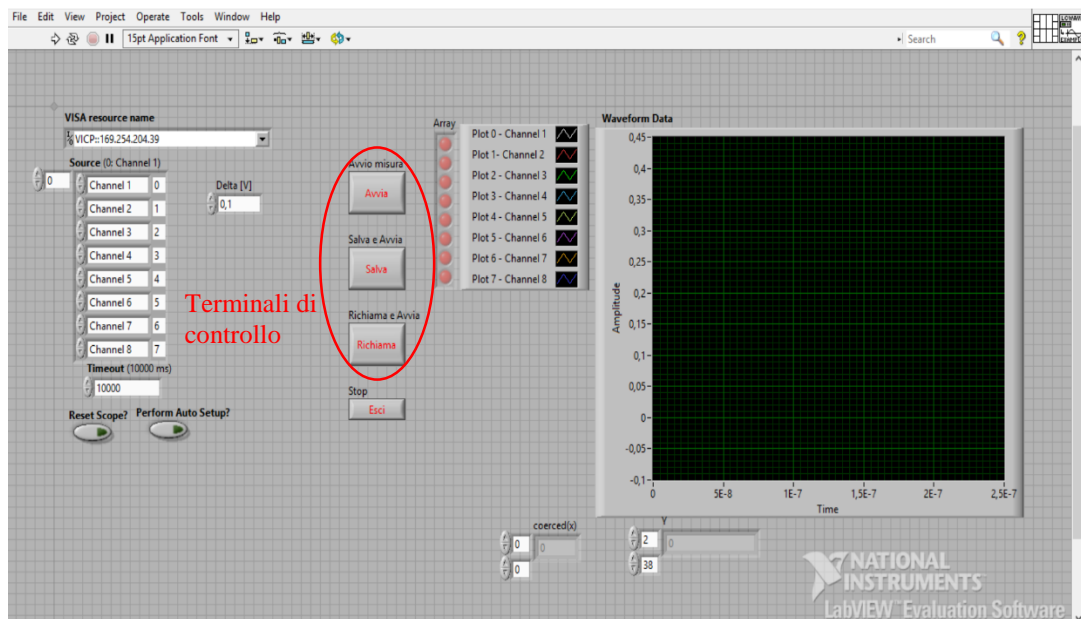 File Edit View Project Operate Tools Window Help
15pt Application Font
Search
VISA resource name
VICP::169.254.204.39
Source (0: Channel 1)
0
Channel 1 0
Channel 2 1
Channel 3 2
Channel 4 3
Channel 5 4
Channel 6 5
Channel 7 6
Channel 8 7
Delta [V]
0,1
Timeout (10000 ms)
10000
Reset Scope? Perform Auto Setup?
Terminali di
controllo
Avvio misura
Avvia
Salva e Avvia
Salva
Richiama e Avvia
Richiama
Stop
Esci
Array
Plot 0 - Channel 1
Plot 1- Channel 2
Plot 2 - Channel 3
Plot 3 - Channel 4
Plot 4 - Channel 5
Plot 5 - Channel 6
Plot 6 - Channel 7
Plot 7 - Channel 8
Waveform Data
Amplitude
0,45
0,4
0,35
0,3
0,25
0,2
0,15
0,1
0,05
0
-0,05
-0,1
0 5E-8 1E-7 1,5E-7 2E-7 2,5E-7
Time
coerced(x)
0 0
0
Y
2 0
38
NATIONAL
INSTRUMENTS
LabVIEW Evaluation Software